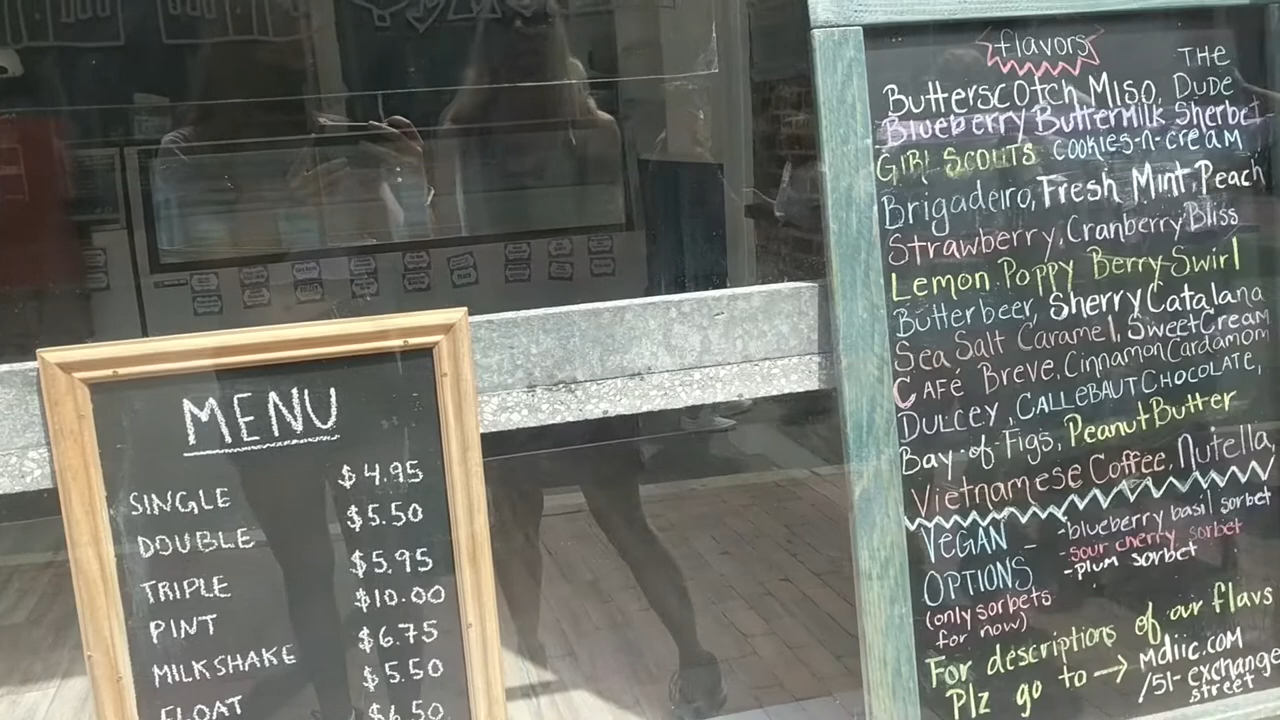 MENU
SINGLE $4.95
DOUBLE $5.50
TRIPLE $5.95
PINT $10.00
MILKSHAKE $6.75
FLOAT $5.50
$6.50
flavors
Butterscotch Miso, THE DUDE
Blueberry Buttermilk Sherbet
GIRL SCOUTS cookies-n-cream
Brigadeiro, Fresh Mint, Peach
Strawberry, Cranberry Bliss
Lemon Poppy Berry Swirl
Butterbeer, Sherry Catalana
Sea Salt Caramel, Sweet Cream
CAFÉ Breve, Cinnamon Cardamom
DULCEY, CALLEBAUT CHOCOLATE,
Bay of Figs, Peanut Butter
Vietnamese Coffee, Nutella,
VEGAN - -blueberry basil sorbet
OPTIONS -sour cherry sorbet
-plum sorbet
(only sorbets
for now)
For descriptions of our flavs
Plz go to → Mdiic.com
/51-exchange
street